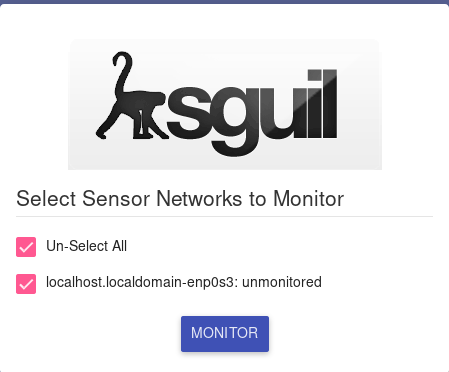 sguil
Select Sensor Networks to Monitor
Un-Select All
localhost.localdomain-enp0s3: unmonitored
MONITOR